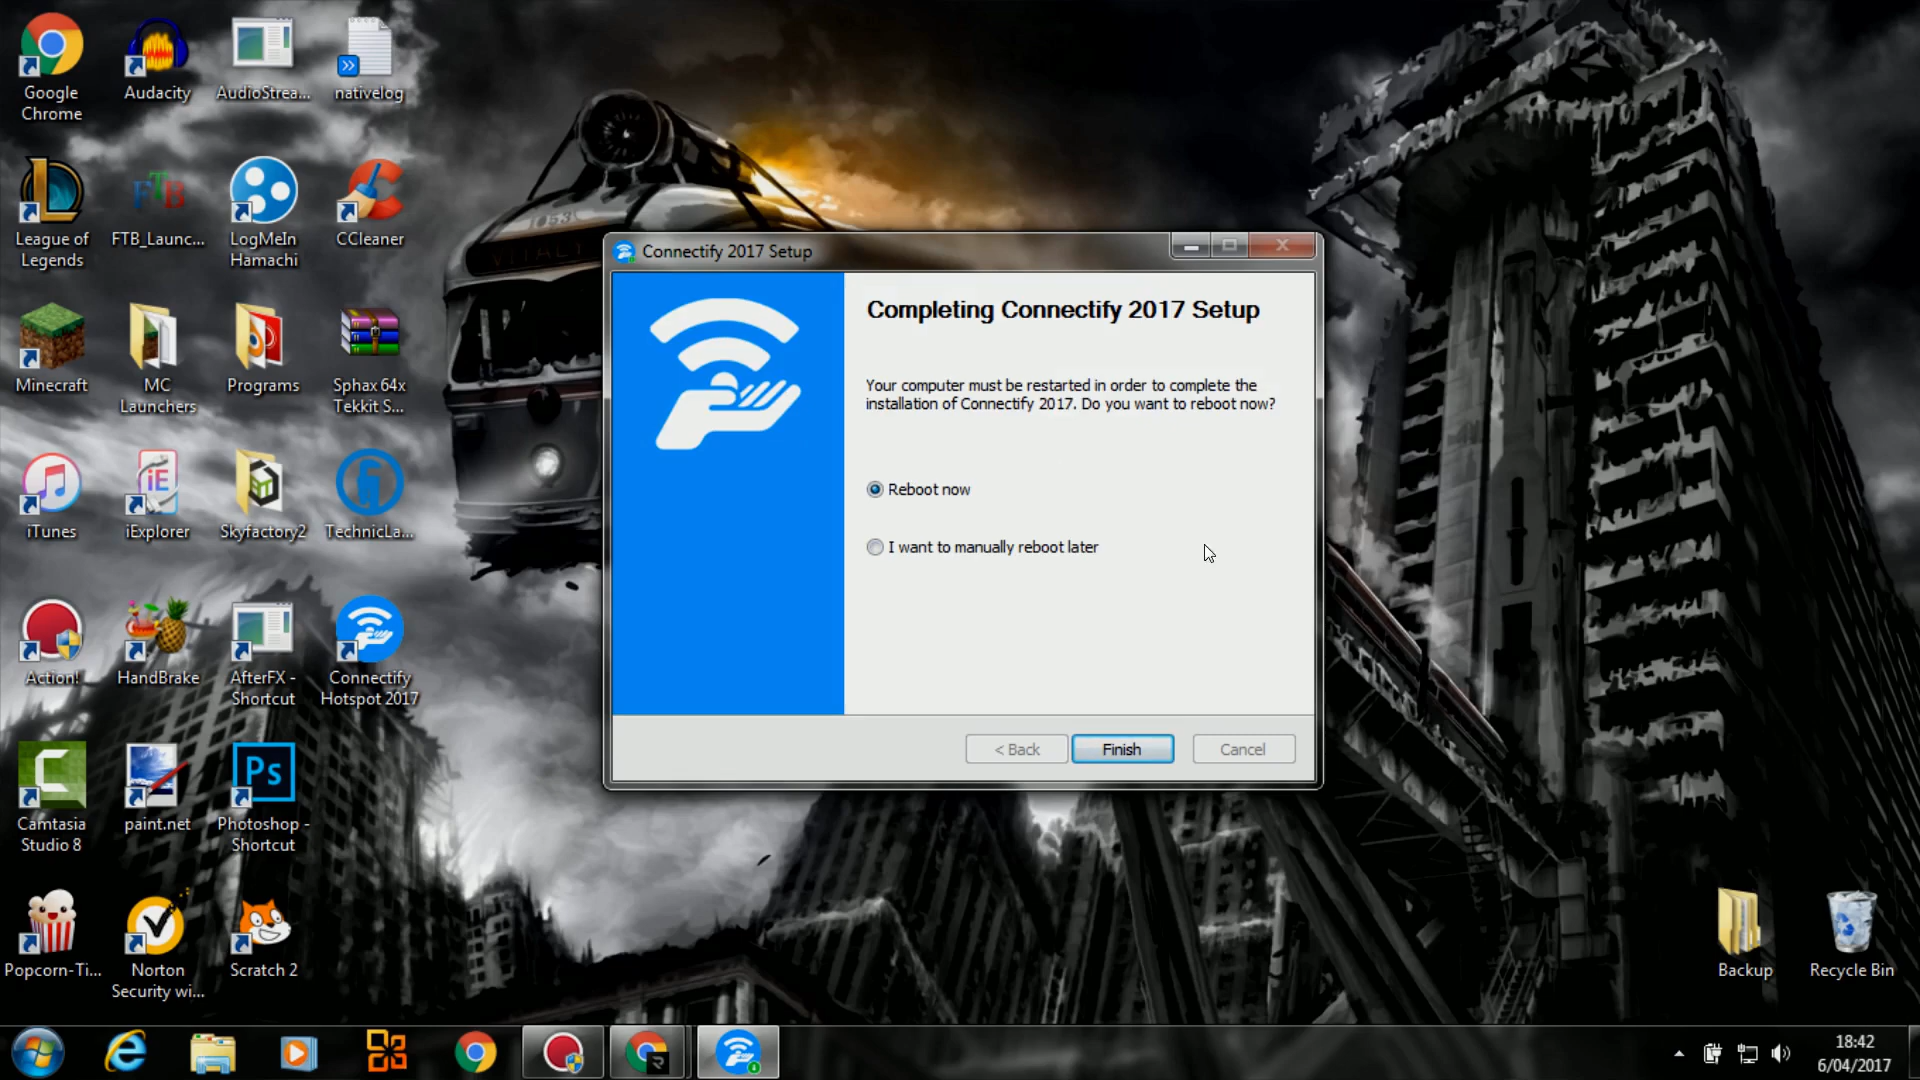 Google
Chrome
Audacity
AudioStrea...
nativelog
League of
Legends
FTB
FTB_Launc...
LogMeIn
Hamachi
CCleaner
Minecraft
MC
Launchers
Programs
Sphax 64x
Tekkit S...
iTunes
iE
iExplorer
Skyfactory2
TechnicLa...
Action!
HandBrake
AfterFX -
Shortcut
Connectify
Hotspot 2017
Camtasia
Studio 8
paint.net
Ps
Photoshop -
Shortcut
Popcorn-Ti...
Norton
Security wi...
Scratch 2
Connectify 2017 Setup
Completing Connectify 2017 Setup
Your computer must be restarted in order to complete the
installation of Connectify 2017. Do you want to reboot now?
Reboot now
I want to manually reboot later
< Back
Finish
Cancel
Backup
Recycle Bin
18:42
6/04/2017